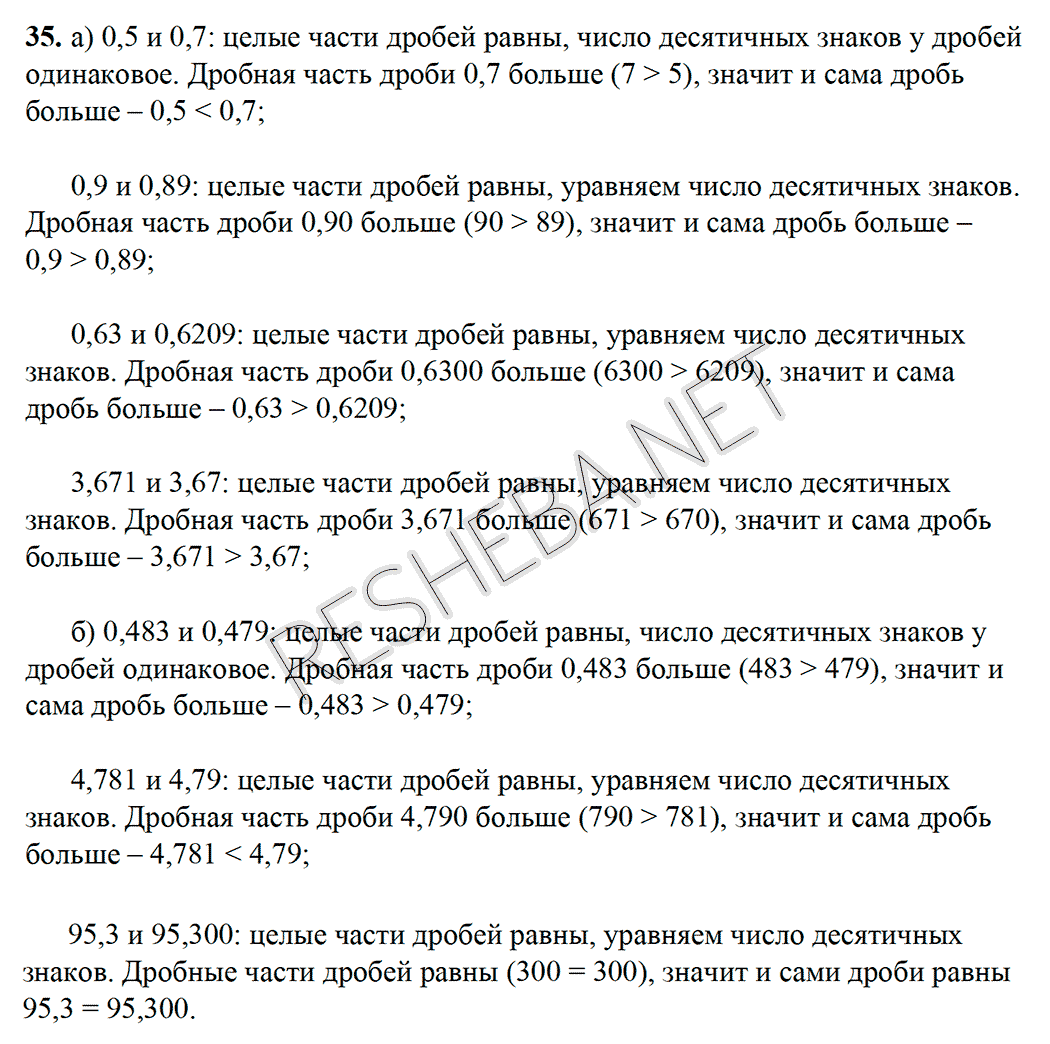 35. а) 0,5 и 0,7: целые части дробей равны, число десятичных знаков у дробей
одинаковое. Дробная часть дроби 0,7 больше (7 > 5), значит и сама дробь
больше – 0,5 < 0,7;
0,9 и 0,89: целые части дробей равны, уравняем число десятичных знаков.
Дробная часть дроби 0,90 больше (90 > 89), значит и сама дробь больше –
0,9 > 0,89;
0,63 и 0,6209: целые части дробей равны, уравняем число десятичных
знаков. Дробная часть дроби 0,6300 больше (6300 > 6209), значит и сама
дробь больше – 0,63 > 0,6209;
3,671 и 3,67: целые части дробей равны, уравняем число десятичных
знаков. Дробная часть дроби 3,671 больше (671 > 670), значит и сама дробь
больше – 3,671 > 3,67;
б) 0,483 и 0,479: целые части дробей равны, число десятичных знаков у
дробей одинаковое. Дробная часть дроби 0,483 больше (483 > 479), значит и
сама дробь больше – 0,483 > 0,479;
4,781 и 4,79: целые части дробей равны, уравняем число десятичных
знаков. Дробная часть дроби 4,790 больше (790 > 781), значит и сама дробь
больше – 4,781 < 4,79;
95,3 и 95,300: целые части дробей равны, уравняем число десятичных
знаков. Дробные части дробей равны (300 = 300), значит и сами дроби равны
95,3 = 95,300.
RESHEBA.NET